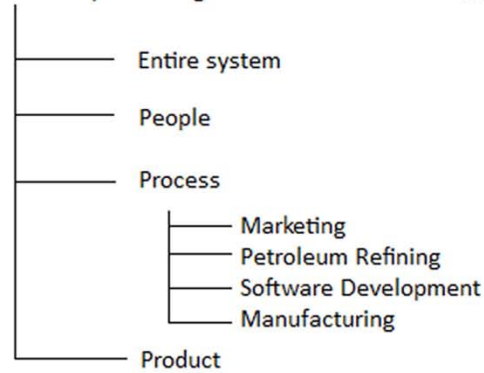 Entire system
People
Process
Marketing
Petroleum Refining
Software Development
Manufacturing
Product